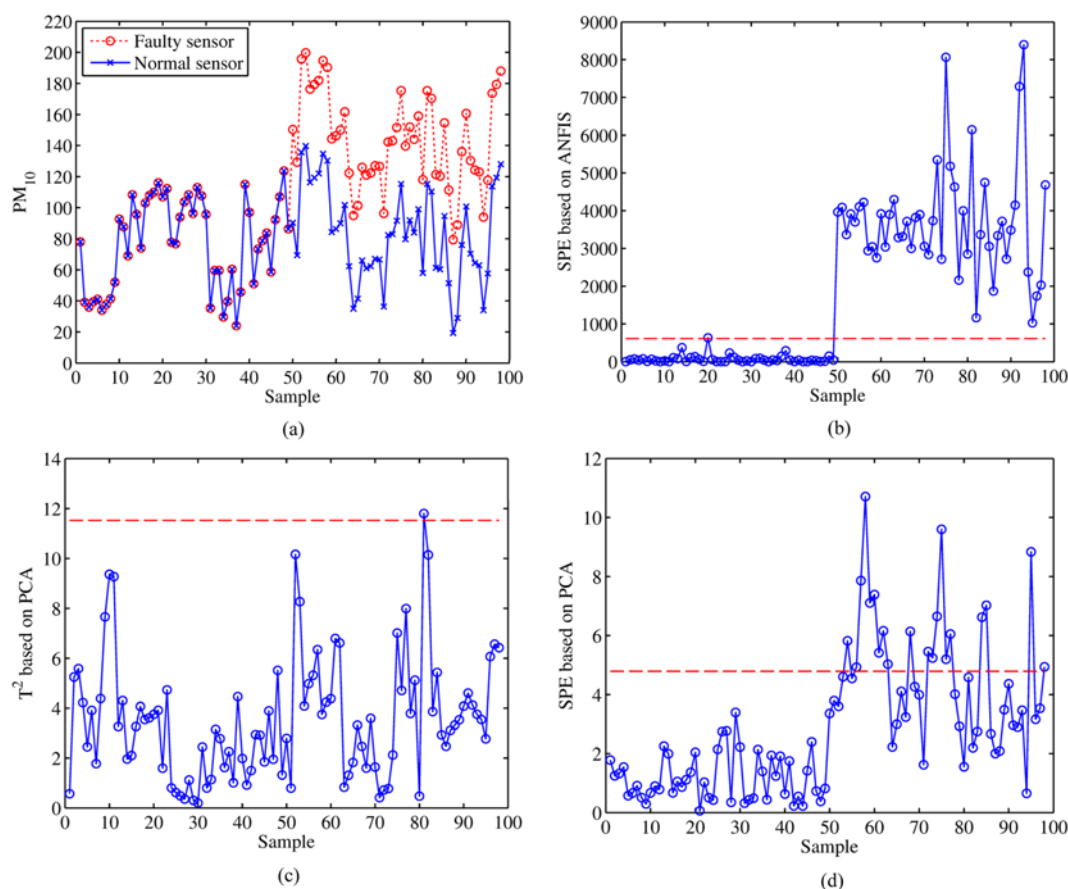 Faulty sensor
Normal sensor
220
200
180
160
140
120
100
80
60
40
20
0
PM10
0 10 20 30 40 50 60 70 80 90 100
Sample
(a)
9000
8000
7000
6000
5000
4000
3000
2000
1000
0
SPE based on ANFIS
0 10 20 30 40 50 60 70 80 90 100
Sample
(b)
14
12
10
8
6
4
2
0
T2 based on PCA
0 10 20 30 40 50 60 70 80 90 100
Sample
(c)
12
10
8
6
4
2
0
SPE based on PCA
0 10 20 30 40 50 60 70 80 90 100
Sample
(d)